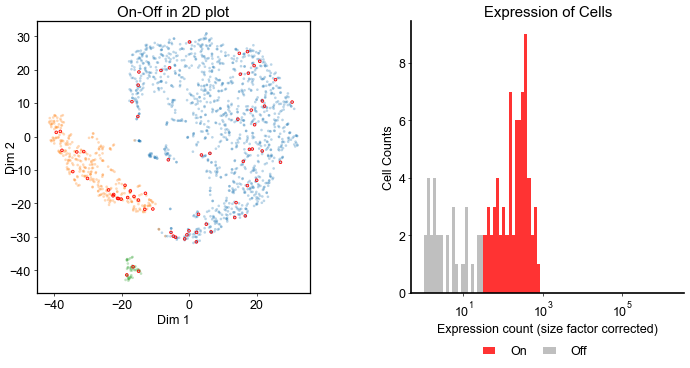 On-Off in 2D plot
30
20
10
0
−10
−20
−30
−40
Dim 2
−40 −20 0 20
Dim 1
Expression of Cells
8
6
4
2
0
Cell Counts
10^1 10^3 10^5
Expression count (size factor corrected)
On Off